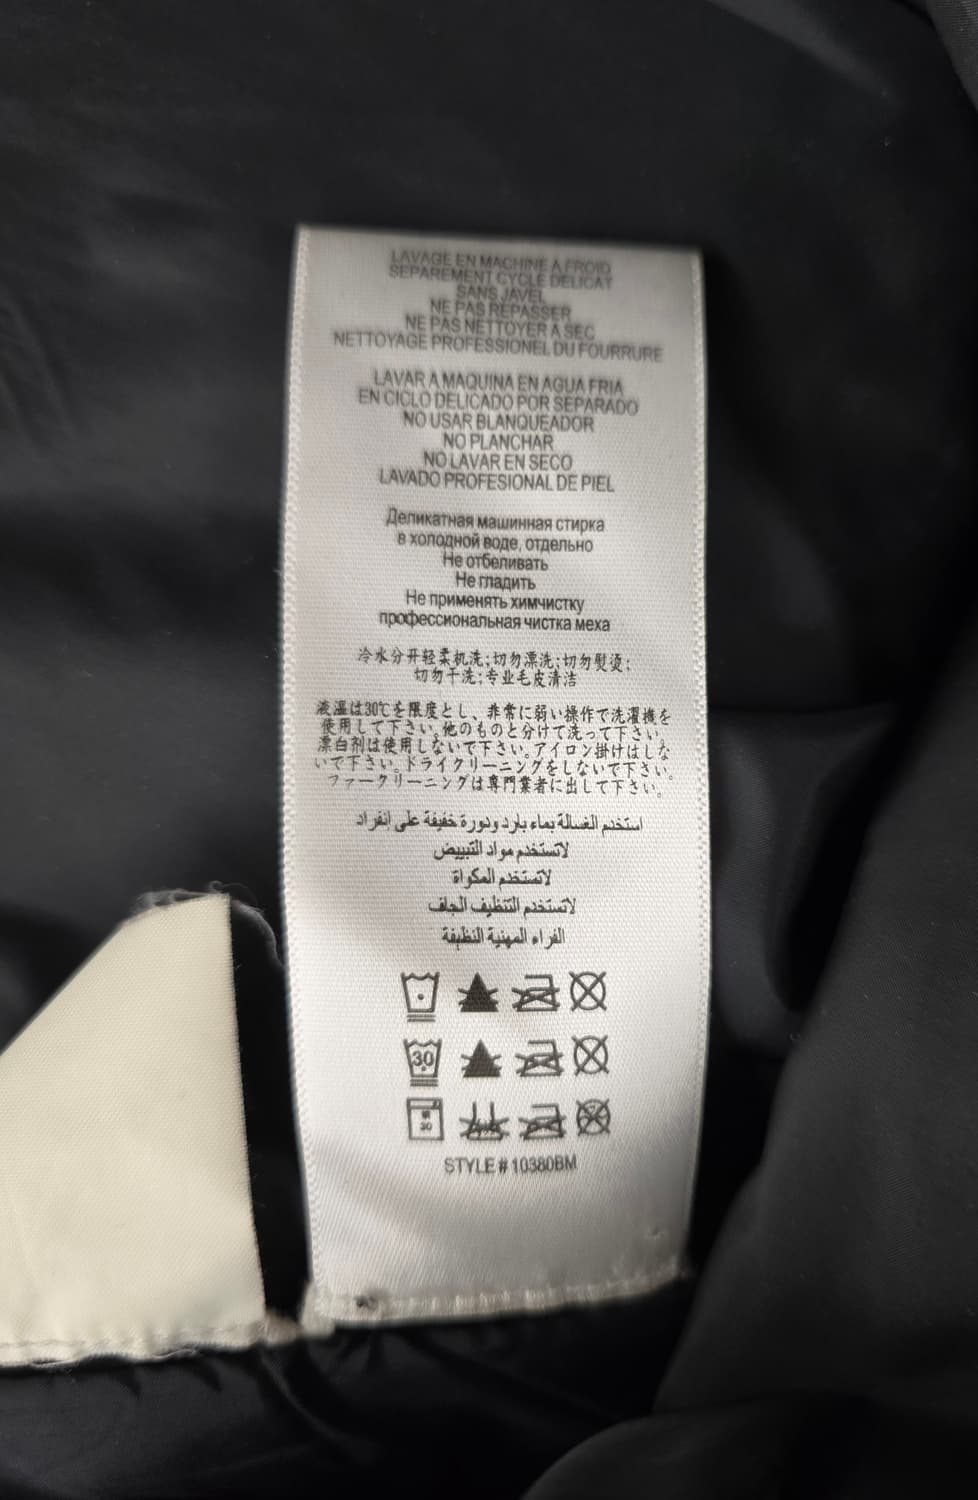 LAVAGE EN MACHINE A FROID
SEPAREMENT CYCLE DELICAT
SANS JAVEL
NE PAS REPASSER
NE PAS NETTOYER A SEC
NETTOYAGE PROFESSIONEL DU FOURRURE
LAVAR A MAQUINA EN AGUA FRIA
EN CICLO DELICADO POR SEPARADO
NO USAR BLANQUEADOR
NO PLANCHAR
NO LAVAR EN SECO
LAVADO PROFESIONAL DE PIEL
Деликатная машинная стирка
в холодной воде, отдельно
Не отбеливать
Не гладить
Не применять химчистку
профессиональная чистка меха
冷水分开轻柔机洗;切勿漂洗;切勿熨烫;
切勿干洗;专业毛皮清洁
液温は30℃を限度とし、非常に弱い操作で洗濯機を
使用して下さい。他のものと分けて洗って下さい。
漂白剤は使用しないで下さい。アイロン掛けはしな
いで下さい。ドライクリーニングをしないで下さい。
ファークリーニングは専門業者に出して下さい。
استخدم الغسالة بماء بارد ودورة خفيفة على إنفراد
لاتستخدم مواد التبييض
لاتستخدم المكواة
لاتستخدم التنظيف الجاف
الفراء المهنية النظيفة
30
30
STYLE # 10380BM